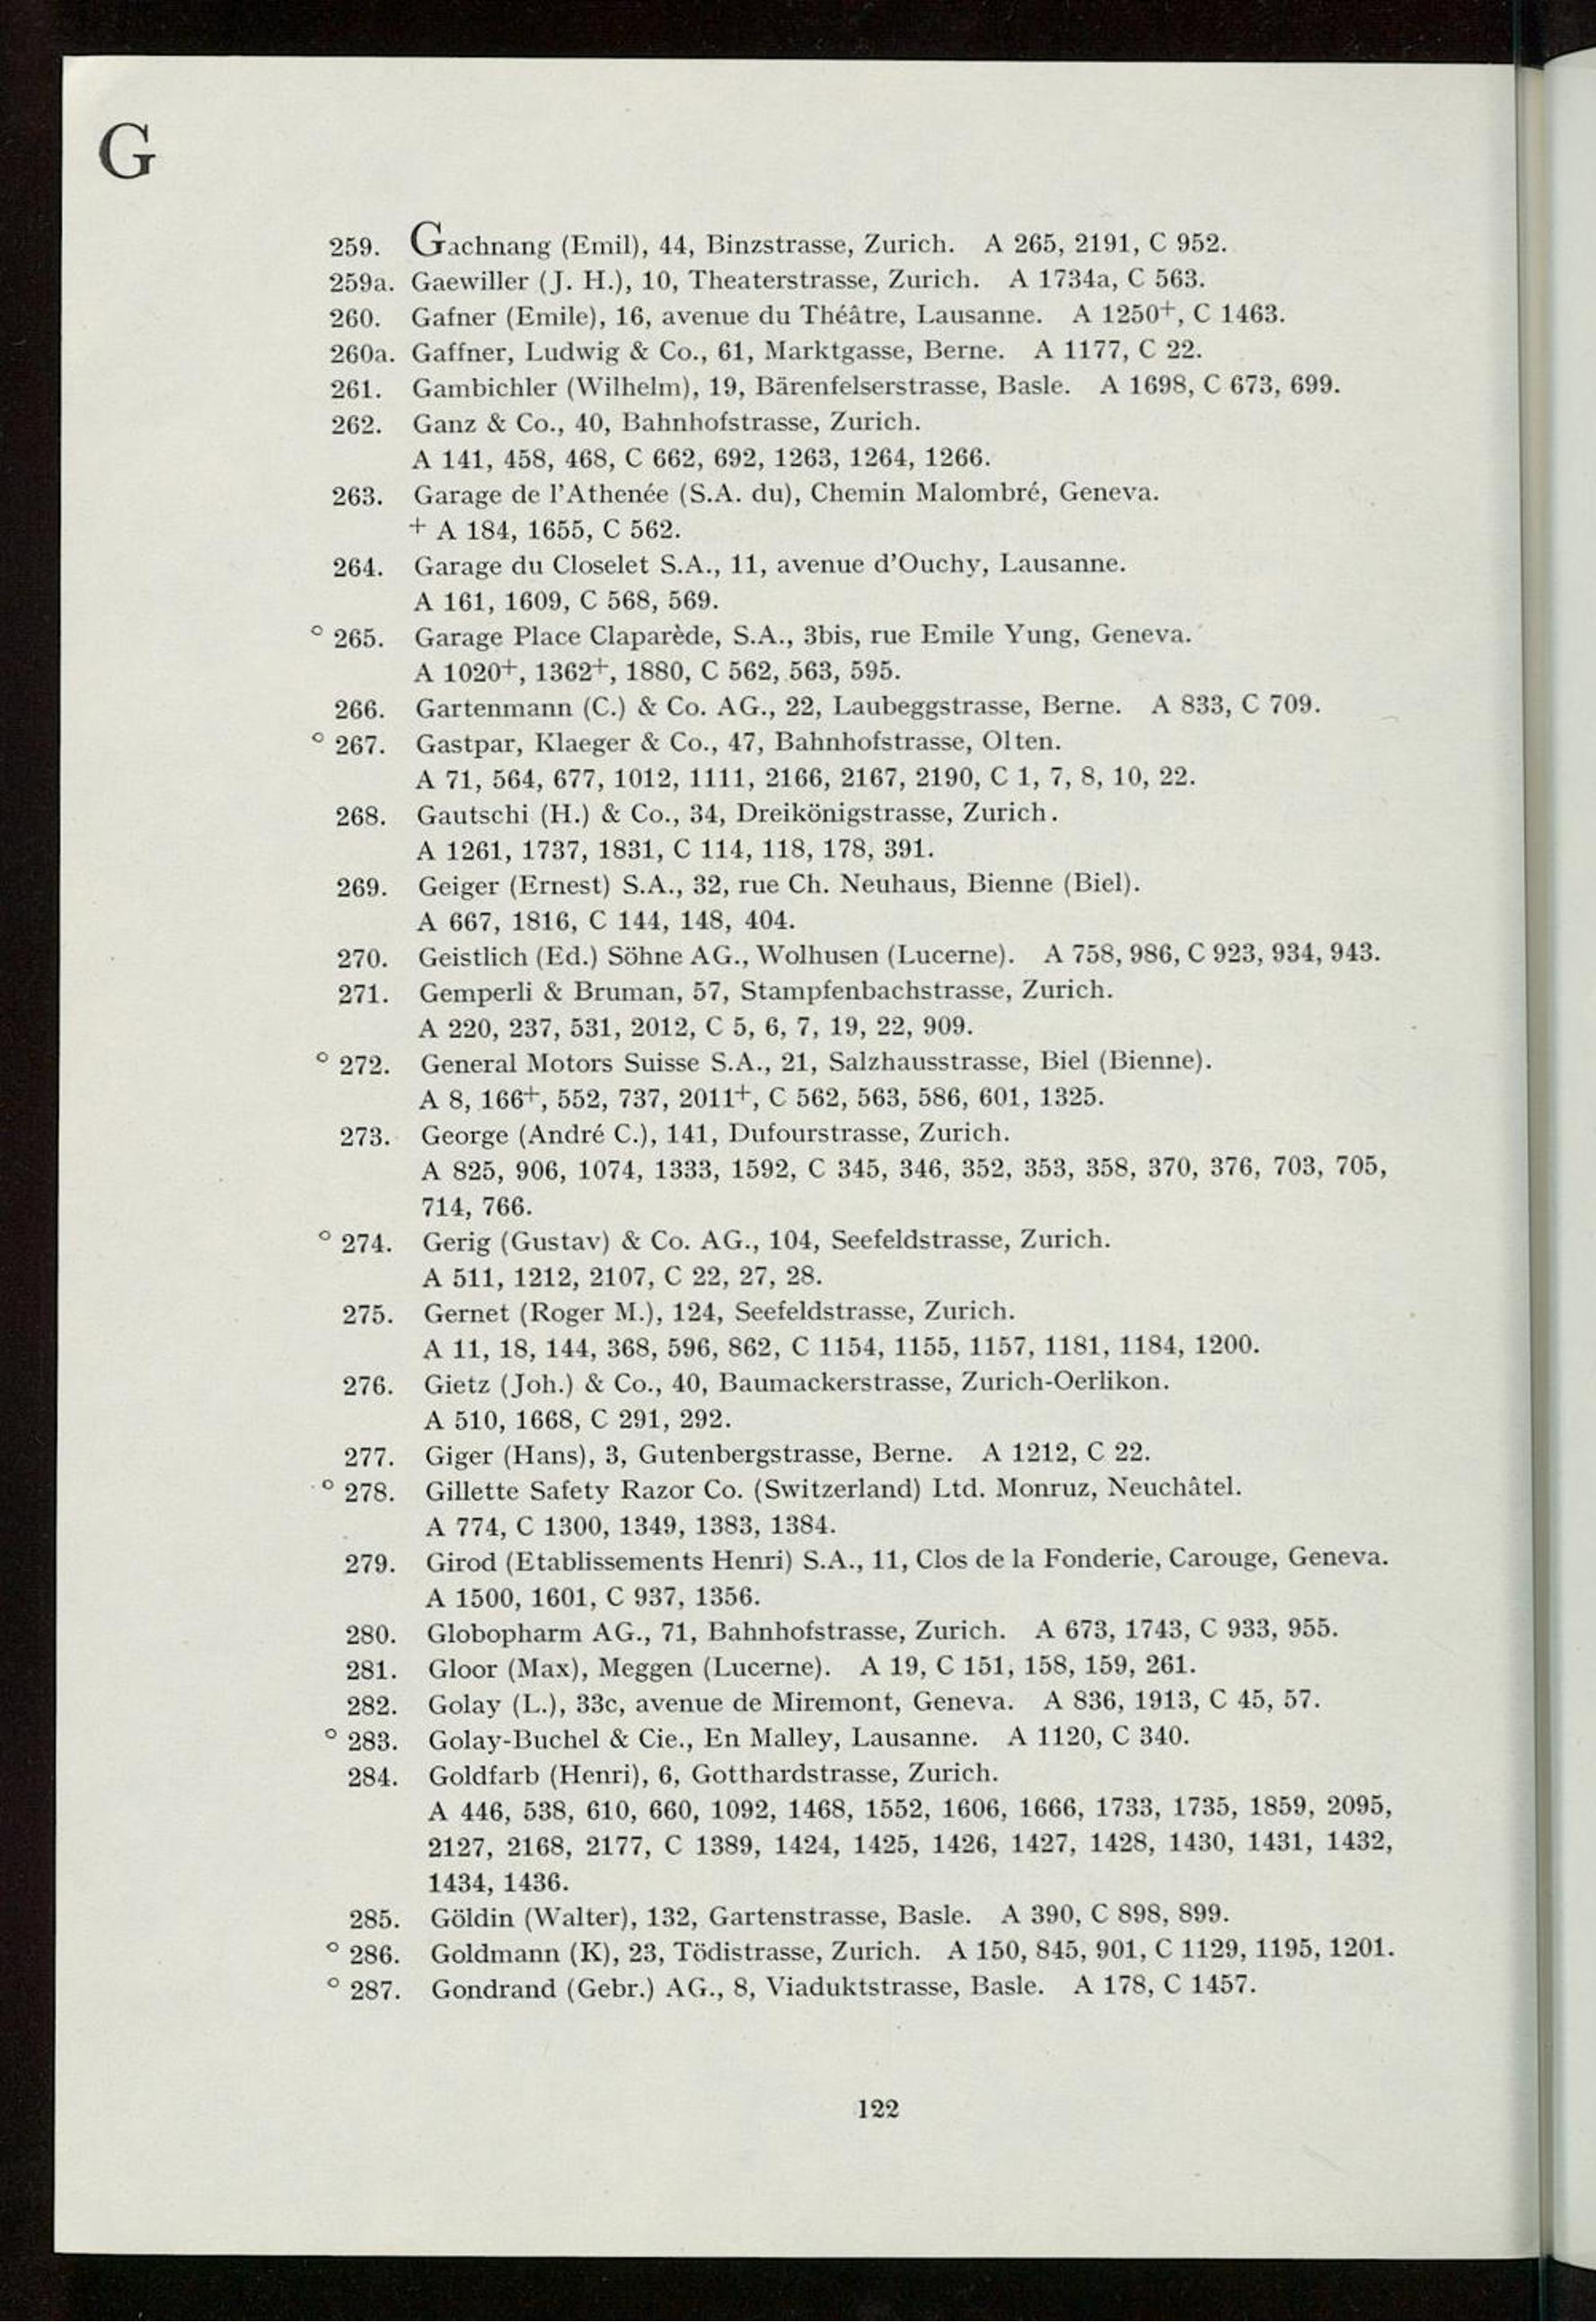 G
259. Gachnang (Emil), 44, Binzstrasse, Zurich. A 265, 2191, C 952.
259a. Gaewiller (J. H.), 10, Theaterstrasse, Zurich. A 1734a, C 563.
260. Gafner (Emile), 16, avenue du Théâtre, Lausanne. A 1250+, C 1463.
260a. Gaffner, Ludwig & Co., 61, Marktgasse, Berne. A 1177, C 22.
261. Gambichler (Wilhelm), 19, Bärenfelserstrasse, Basle. A 1698, C 673, 699.
262. Ganz & Co., 40, Bahnhofstrasse, Zurich.
A 141, 458, 468, C 662, 692, 1263, 1264, 1266.
263. Garage de l'Athenée (S.A. du), Chemin Malombré, Geneva.
+ A 184, 1655, C 562.
264. Garage du Closelet S.A., 11, avenue d'Ouchy, Lausanne.
A 161, 1609, C 568, 569.
° 265. Garage Place Claparède, S.A., 3bis, rue Emile Yung, Geneva.
A 1020+, 1362+, 1880, C 562, 563, 595.
266. Gartenmann (C.) & Co. AG., 22, Laubeggstrasse, Berne. A 833, C 709.
° 267. Gastpar, Klaeger & Co., 47, Bahnhofstrasse, Olten.
A 71, 564, 677, 1012, 1111, 2166, 2167, 2190, C 1, 7, 8, 10, 22.
268. Gautschi (H.) & Co., 34, Dreikönigstrasse, Zurich.
A 1261, 1737, 1831, C 114, 118, 178, 391.
269. Geiger (Ernest) S.A., 32, rue Ch. Neuhaus, Bienne (Biel).
A 667, 1816, C 144, 148, 404.
270. Geistlich (Ed.) Söhne AG., Wolhusen (Lucerne). A 758, 986, C 923, 934, 943.
271. Gemperli & Bruman, 57, Stampfenbachstrasse, Zurich.
A 220, 237, 531, 2012, C 5, 6, 7, 19, 22, 909.
° 272. General Motors Suisse S.A., 21, Salzhausstrasse, Biel (Bienne).
A 8, 166+, 552, 737, 2011+, C 562, 563, 586, 601, 1325.
273. George (André C.), 141, Dufourstrasse, Zurich.
A 825, 906, 1074, 1333, 1592, C 345, 346, 352, 353, 358, 370, 376, 703, 705,
714, 766.
° 274. Gerig (Gustav) & Co. AG., 104, Seefeldstrasse, Zurich.
A 511, 1212, 2107, C 22, 27, 28.
275. Gernet (Roger M.), 124, Seefeldstrasse, Zurich.
A 11, 18, 144, 368, 596, 862, C 1154, 1155, 1157, 1181, 1184, 1200.
276. Gietz (Joh.) & Co., 40, Baumackerstrasse, Zurich-Oerlikon.
A 510, 1668, C 291, 292.
277. Giger (Hans), 3, Gutenbergstrasse, Berne. A 1212, C 22.
° 278. Gillette Safety Razor Co. (Switzerland) Ltd. Monruz, Neuchâtel.
A 774, C 1300, 1349, 1383, 1384.
279. Girod (Etablissements Henri) S.A., 11, Clos de la Fonderie, Carouge, Geneva.
A 1500, 1601, C 937, 1356.
280. Globopharm AG., 71, Bahnhofstrasse, Zurich. A 673, 1743, C 933, 955.
281. Gloor (Max), Meggen (Lucerne). A 19, C 151, 158, 159, 261.
282. Golay (L.), 33c, avenue de Miremont, Geneva. A 836, 1913, C 45, 57.
° 283. Golay-Buchel & Cie., En Malley, Lausanne. A 1120, C 340.
284. Goldfarb (Henri), 6, Gotthardstrasse, Zurich.
A 446, 538, 610, 660, 1092, 1468, 1552, 1606, 1666, 1733, 1735, 1859, 2095,
2127, 2168, 2177, C 1389, 1424, 1425, 1426, 1427, 1428, 1430, 1431, 1432,
1434, 1436.
285. Göldin (Walter), 132, Gartenstrasse, Basle. A 390, C 898, 899.
° 286. Goldmann (K), 23, Tödistrasse, Zurich. A 150, 845, 901, C 1129, 1195, 1201.
° 287. Gondrand (Gebr.) AG., 8, Viaduktstrasse, Basle. A 178, C 1457.
122